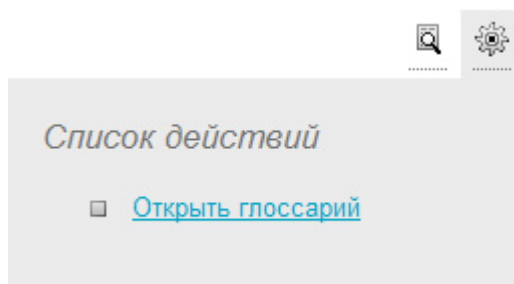 Список действий
Открыть глоссарий